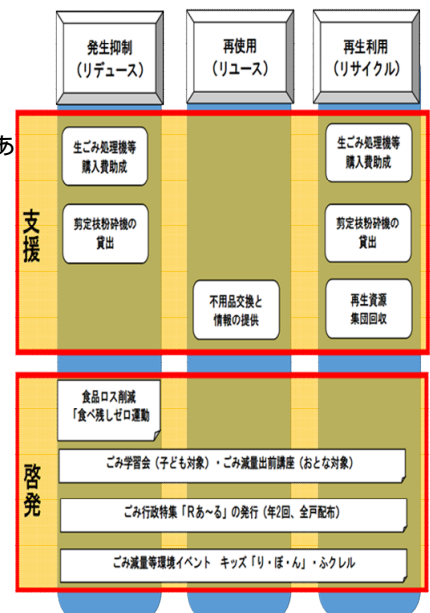 発生抑制
（リデュース）
再使用
（リユース）
再生利用
（リサイクル）
あ
支援
生ごみ処理機等
購入費助成
剪定枝粉砕機の
貸出
不用品交換と
情報の提供
生ごみ処理機等
購入費助成
剪定枝粉砕機の
貸出
再生資源
集団回収
啓発
食品ロス削減
「食べ残しゼロ運動
ごみ学習会（子ども対象）・ごみ減量出前講座（おとな対象）
ごみ行政特集「Ｒあ～る」の発行（年2回、全戸配布）
ごみ減量等環境イベント　キッズ「り・ぼ・ん」・ふクレル